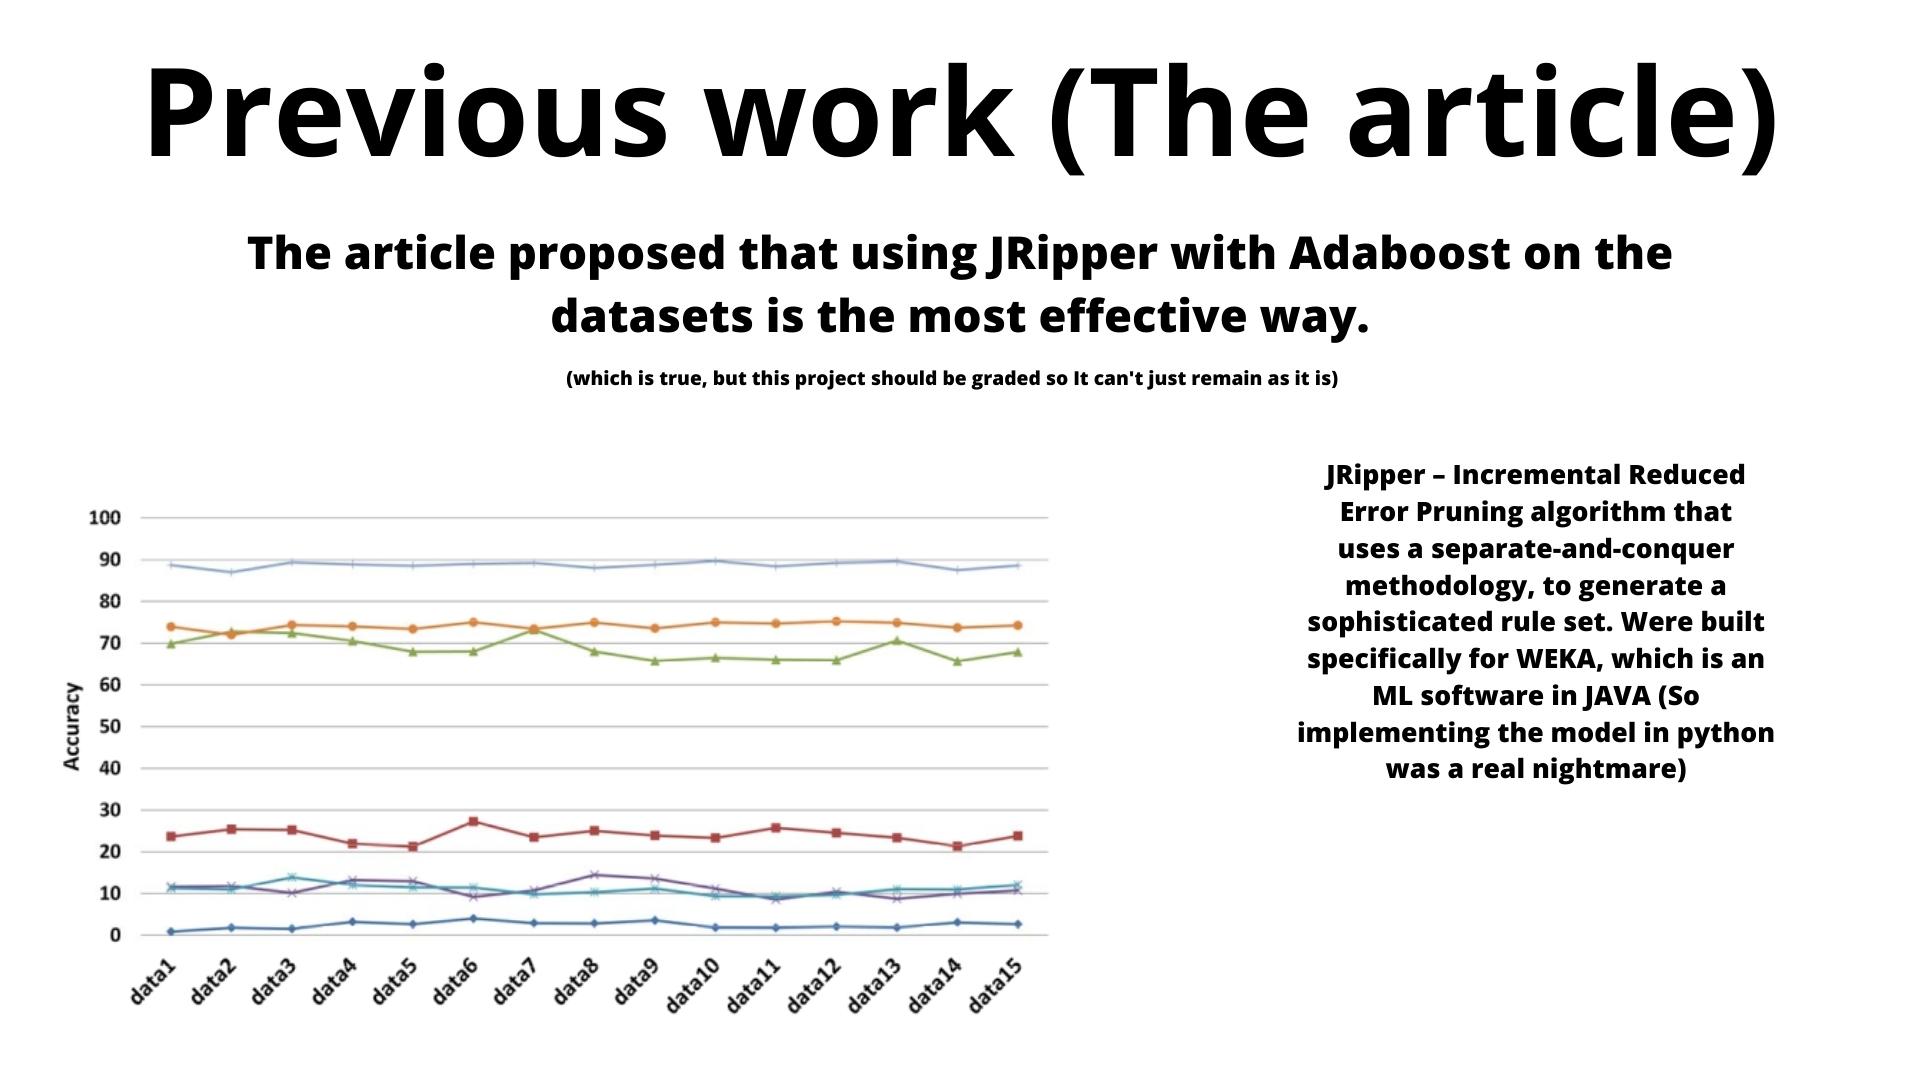 Previous work (The article)
The article proposed that using JRipper with Adaboost on the
datasets is the most effective way.
(which is true, but this project should be graded so It can't just remain as it is)
JRipper – Incremental Reduced
Error Pruning algorithm that
uses a separate-and-conquer
methodology, to generate a
sophisticated rule set. Were built
specifically for WEKA, which is an
ML software in JAVA (So
implementing the model in python
was a real nightmare)
Accuracy
100
90
80
70
60
50
40
30
20
10
0
data1
data2
data3
data4
data5
data6
data7
data8
data9
data10
data11
data12
data13
data14
data15